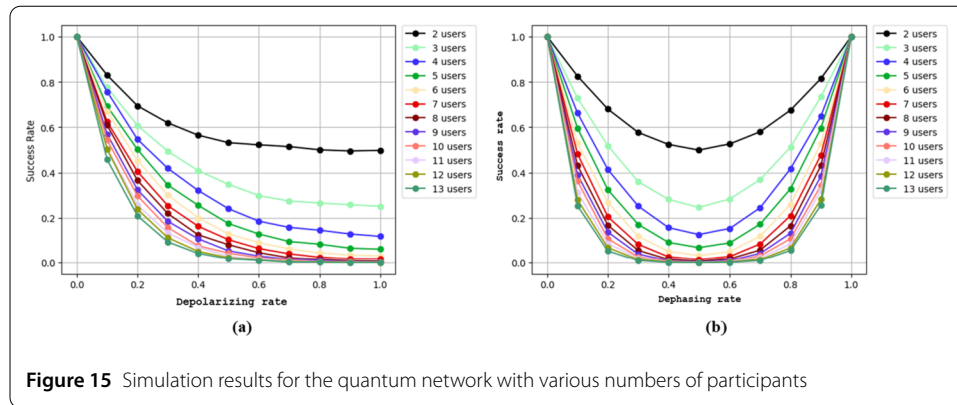 1.0
0.8
0.6
0.4
0.2
0.0
Success Rate
0.0 0.2 0.4 0.6 0.8 1.0
Depolarizing rate
2 users
3 users
4 users
5 users
6 users
7 users
8 users
9 users
10 users
11 users
12 users
13 users
(a)
1.0
0.8
0.6
0.4
0.2
0.0
Success rate
0.0 0.2 0.4 0.6 0.8 1.0
Dephasing rate
2 users
3 users
4 users
5 users
6 users
7 users
8 users
9 users
10 users
11 users
12 users
13 users
(b)
Figure 15 Simulation results for the quantum network with various numbers of participants